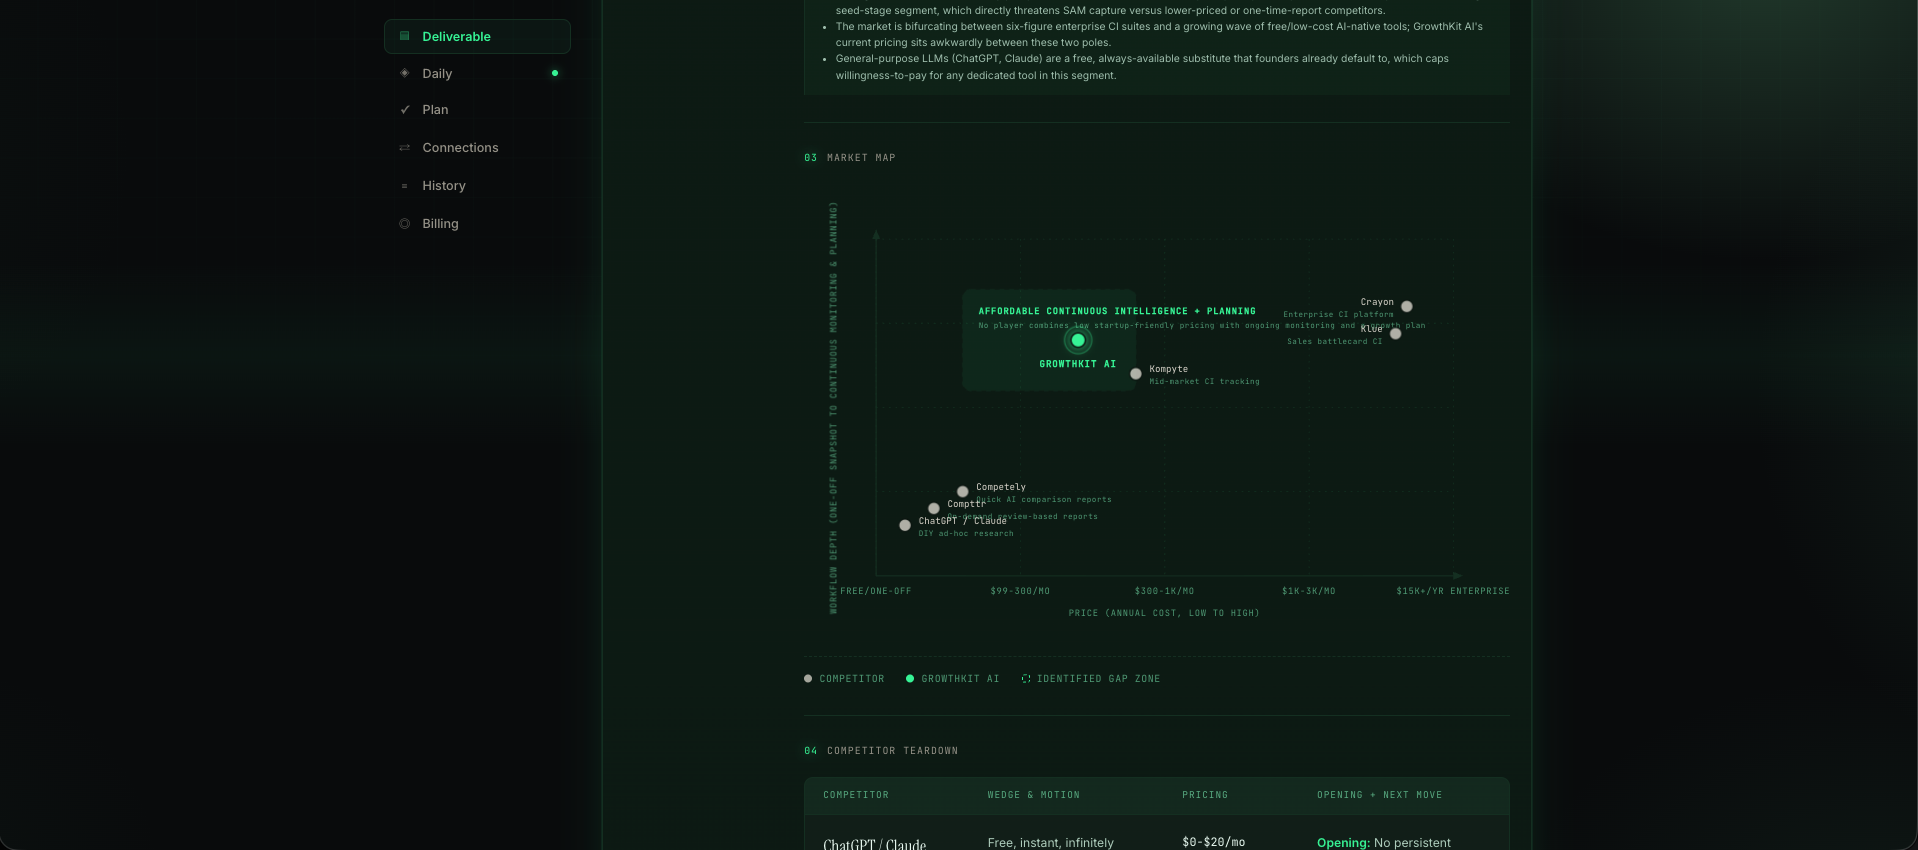 Deliverable
Daily
Plan
Connections
History
Billing
seed-stage segment, which directly threatens SAM capture versus lower-priced or one-time-report competitors.
The market is bifurcating between six-figure enterprise CI suites and a growing wave of free/low-cost AI-native tools; GrowthKit AI's
current pricing sits awkwardly between these two poles.
General-purpose LLMs (ChatGPT, Claude) are a free, always-available substitute that founders already default to, which caps
willingness-to-pay for any dedicated tool in this segment.
03 MARKET MAP
WORKFLOW DEPTH (ONE-OFF SNAPSHOT TO CONTINUOUS MONITORING & PLANNING)
AFFORDABLE CONTINUOUS INTELLIGENCE + PLANNING
No player combines low startup-friendly pricing with ongoing monitoring and a growth plan
GROWTHKIT AI
Crayon
Enterprise CI platform
Klue
Sales battlecard CI
Kompyte
Mid-market CI tracking
Competely
Quick AI comparison reports
Compttr
On-demand review-based reports
ChatGPT / Claude
DIY ad-hoc research
FREE/ONE-OFF
$99-300/MO
$300-1K/MO
$1K-3K/MO
$15K+/YR ENTERPRISE
PRICE (ANNUAL COST, LOW TO HIGH)
COMPETITOR
GROWTHKIT AI
IDENTIFIED GAP ZONE
04 COMPETITOR TEARDOWN
COMPETITOR
WEDGE & MOTION
PRICING
OPENING + NEXT MOVE
ChatGPT / Claude
Free, instant, infinitely
$0-$20/mo
Opening: No persistent